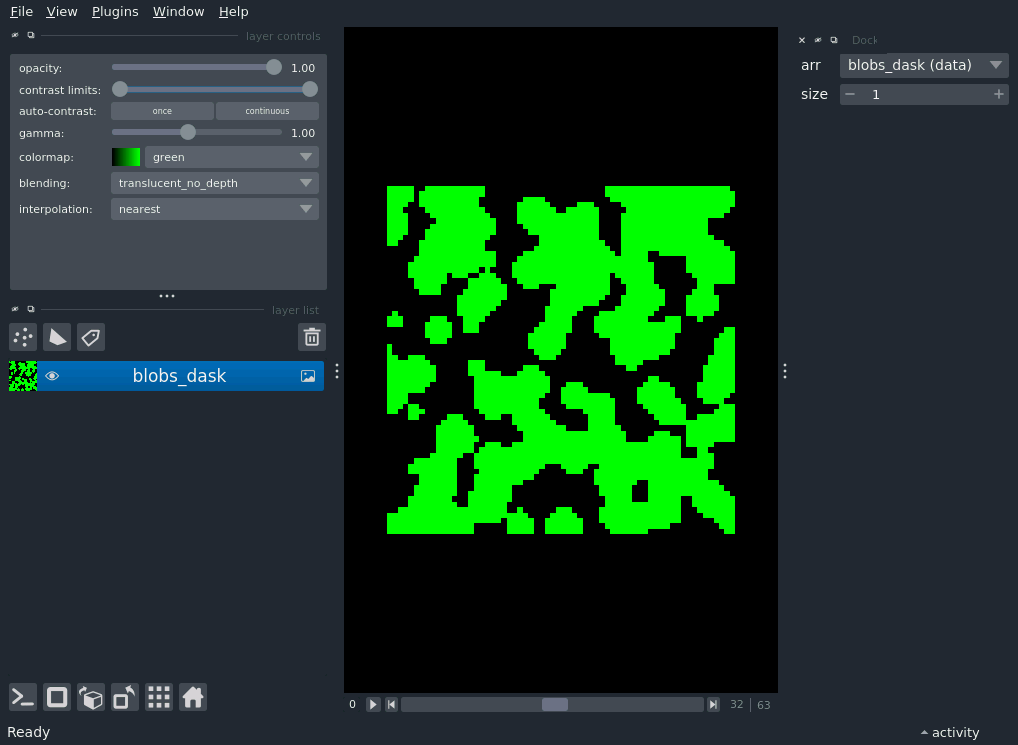 File View Plugins Window Help
layer controls
opacity: 1.00
contrast limits:
auto-contrast: once continuous
gamma: 1.00
colormap: green
blending: translucent_no_depth
interpolation: nearest
layer list
blobs_dask
0 32 63
Dock
arr blobs_dask (data)
size 1
Ready
activity